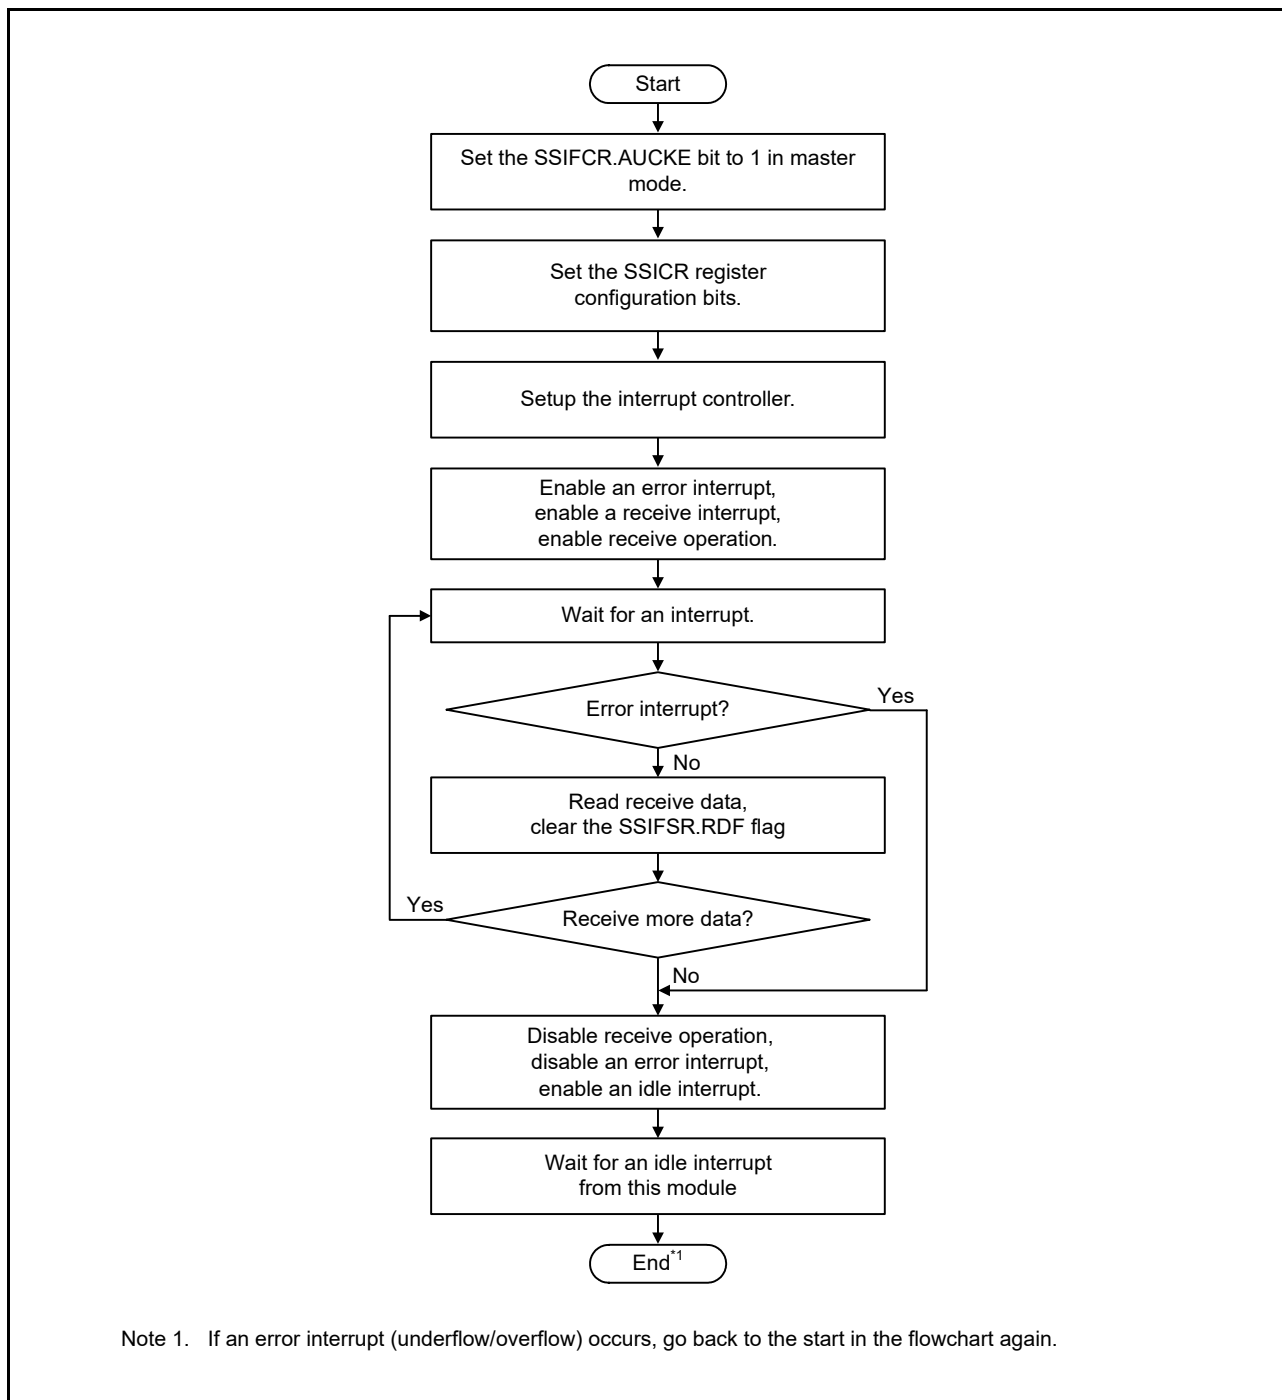 Start
Set the SSIFCR.AUCKE bit to 1 in master
mode.
Set the SSICR register
configuration bits.
Setup the interrupt controller.
Enable an error interrupt,
enable a receive interrupt,
enable receive operation.
Wait for an interrupt.
Error interrupt?
Yes
No
Read receive data,
clear the SSIFSR.RDF flag
Yes
Receive more data?
No
Disable receive operation,
disable an error interrupt,
enable an idle interrupt.
Wait for an idle interrupt
from this module
End*1
Note 1. If an error interrupt (underflow/overflow) occurs, go back to the start in the flowchart again.